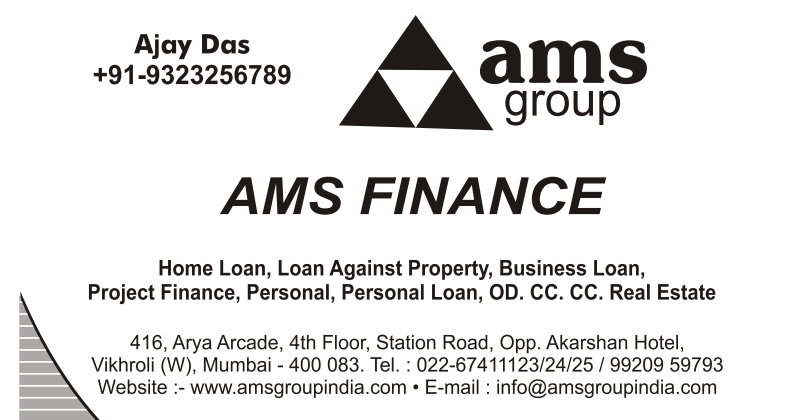 Ajay Das
+91-9323256789
ams
group
AMS FINANCE
Home Loan, Loan Against Property, Business Loan,
Project Finance, Personal, Personal Loan, OD. CC. CC. Real Estate
416, Arya Arcade, 4th Floor, Station Road, Opp. Akarshan Hotel,
Vikhroli (W), Mumbai - 400 083. Tel. : 022-67411123/24/25 / 99209 59793
Website :- www.amsgroupindia.com • E-mail : info@amsgroupindia.com